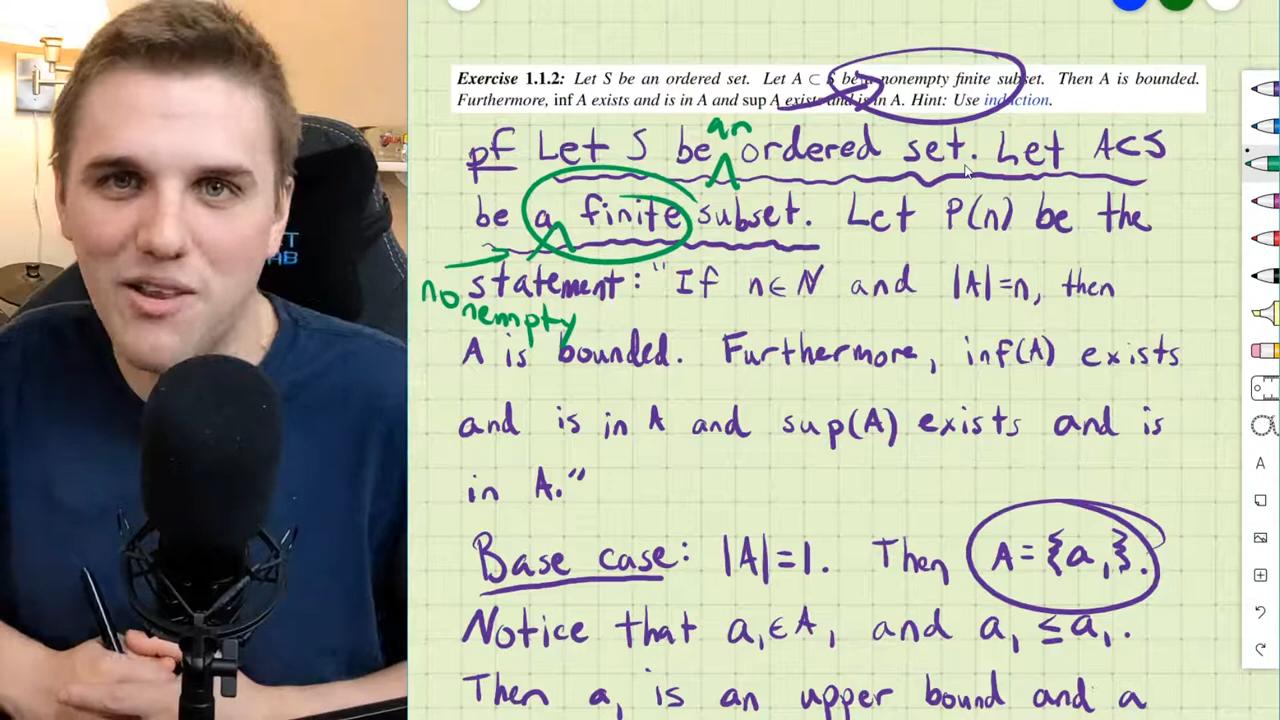 Exercise 1.1.2: Let S be an ordered set. Let A ⊂ S be a nonempty finite subset. Then A is bounded.
Furthermore, inf A exists and is in A and sup A exists and is in A. Hint: Use induction.
an
pf Let S be ordered set. Let A⊂S
be a finite subset. Let P(n) be the
statement: "If n∈ℕ and |A|=n, then
nonempty
A is bounded. Furthermore, inf(A) exists
and is in A and sup(A) exists and is
in A."
Base case: |A|=1. Then A={a₁}.
Notice that a₁∈A, and a₁≤a₁.
Then a₁ is an upper bound and a
A